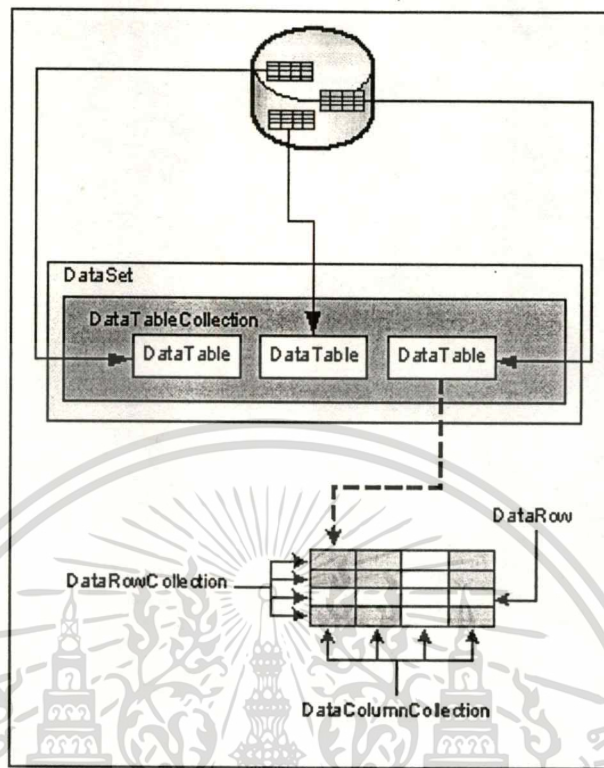 DataSet
DataTableCollection
DataTable DataTable DataTable
DataRow
DataRowCollection
DataColumnCollection